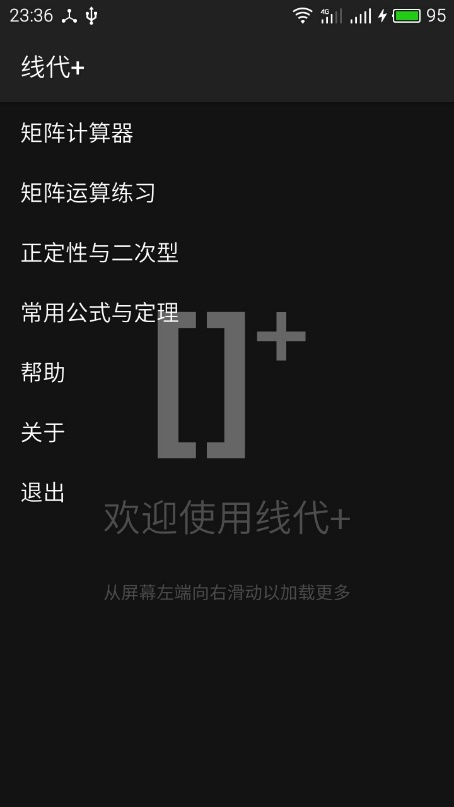 23:36 4G 95
线代+
矩阵计算器
矩阵运算练习
正定性与二次型
常用公式与定理
[]+
帮助
关于
退出
欢迎使用线代+
从屏幕左端向右滑动以加载更多